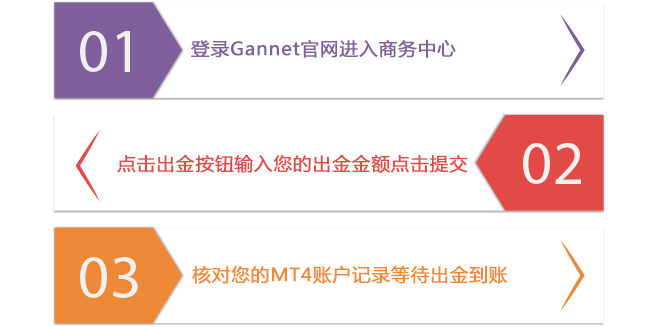 01
登录Gannet官网进入商务中心
点击出金按钮输入您的出金金额点击提交
02
03
核对您的MT4账户记录等待出金到账